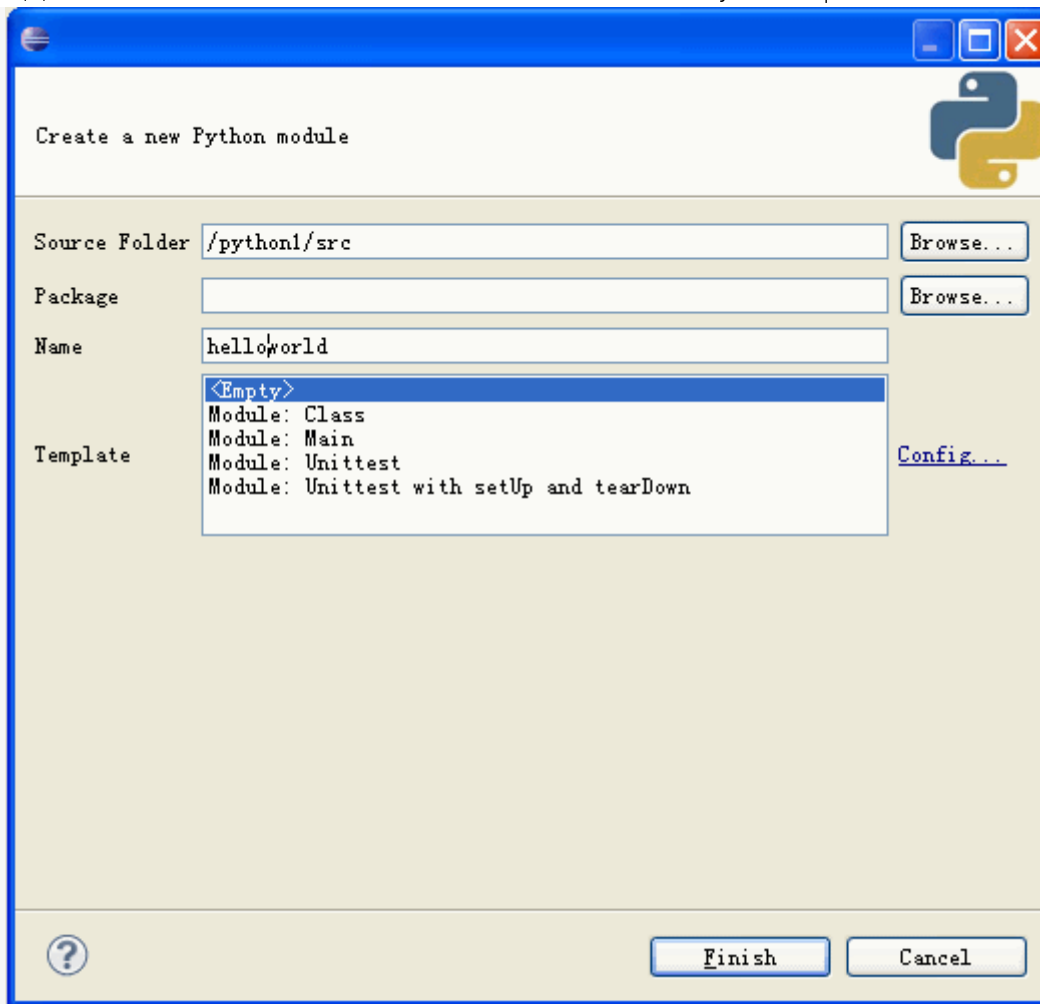 Create a new Python module
Source Folder /python1/src Browse...
Package Browse...
Name helloworld
<Empty>
Module: Class
Module: Main
Template Module: Unittest Config...
Module: Unittest with setUp and tearDown
Finish Cancel